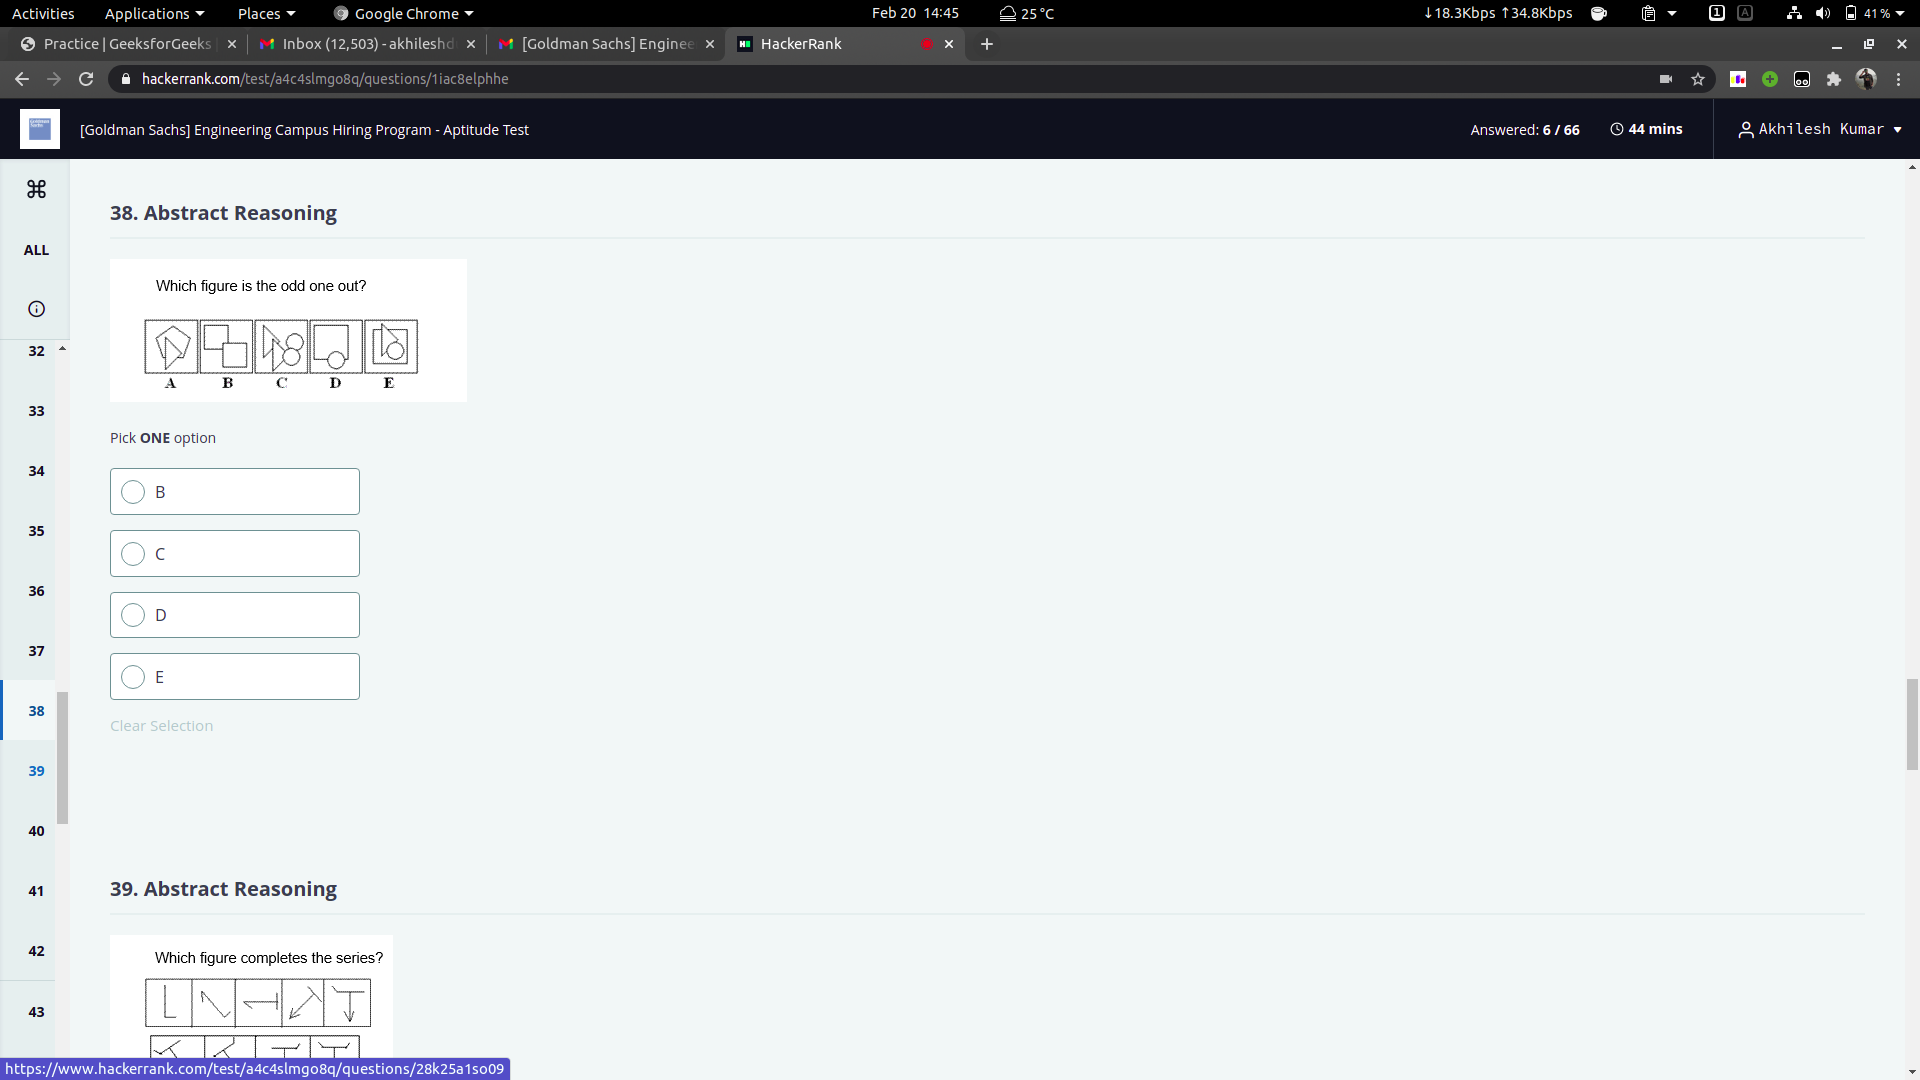 Activities Applications Places Google Chrome Feb 20 14:45 25 °C ↓18.3Kbps ↑34.8Kbps 1 A 41 %
Practice | GeeksforGeeks Inbox (12,503) - akhileshd [Goldman Sachs] Enginee HackerRank
hackerrank.com/test/a4c4slmgo8q/questions/1iac8elphhe
[Goldman Sachs] Engineering Campus Hiring Program - Aptitude Test Answered: 6 / 66 44 mins Akhilesh Kumar
ALL
32
33
34
35
36
37
38
39
40
41
42
43
38. Abstract Reasoning
Which figure is the odd one out?
A B C D E
Pick ONE option
B
C
D
E
Clear Selection
39. Abstract Reasoning
Which figure completes the series?
https://www.hackerrank.com/test/a4c4slmgo8q/questions/28k25a1so09